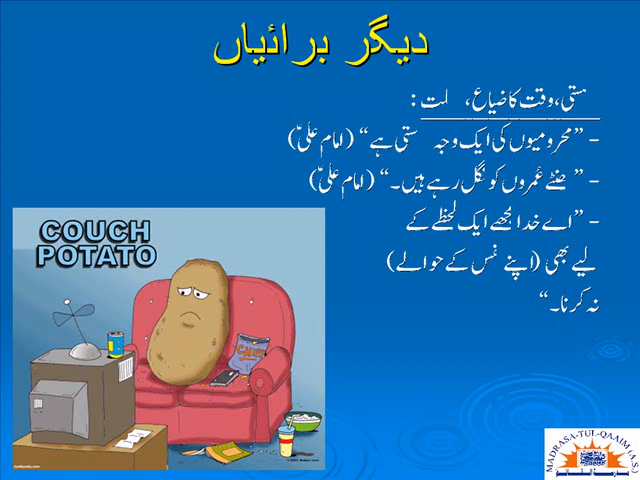 دیگر برائیاں
سستی، وقت کا ضیاع، لت :
- ”محرومیوں کی ایک وجہ سستی ہے“ (امام علیؑ)
- ” گھنٹے عمروں کو نگل رہے ہیں۔“ (امام علیؑ)
- ”اے خدا مجھے ایک لحظے کے
لیے بھی (اپنے نفس کے حوالے)
نہ کرنا۔“
COUCH
POTATO
MADRASA-TUL-QAAIM (A.S)